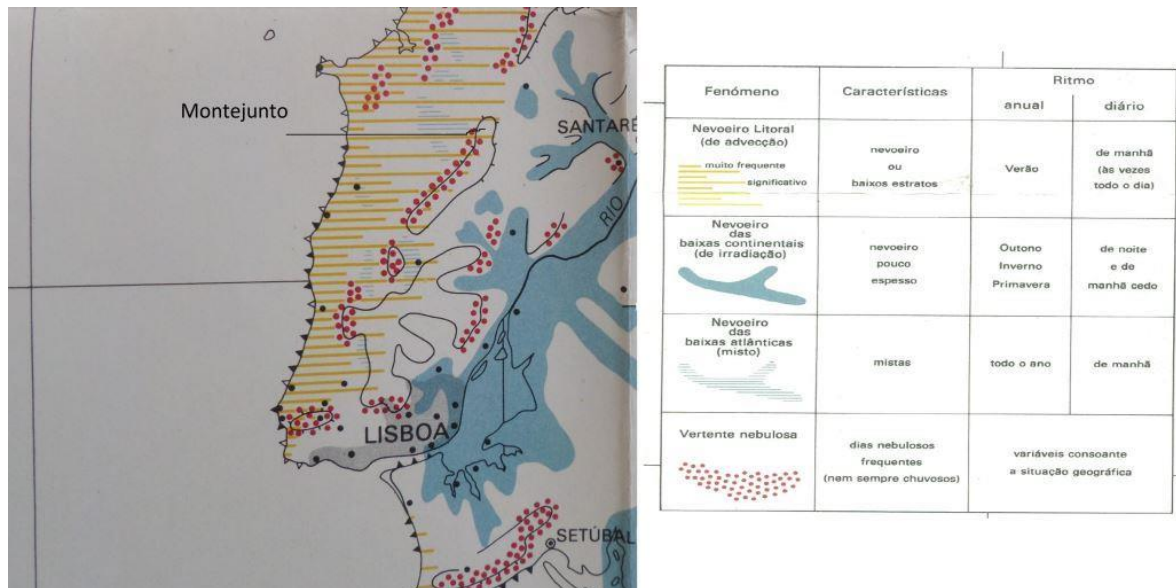 Montejunto
SANTARÉ
RIO
LISBOA
SETÚBAL
Fenómeno
Características
Ritmo
anual
diário
Nevoeiro Litoral
(de advecção)
muito frequente
significativo
nevoeiro
ou
baixos estratos
Verão
de manhã
(às vezes
todo o dia)
Nevoeiro
das
baixas continentais
(de irradiação)
nevoeiro
pouco
espesso
Outono
Inverno
Primavera
de noite
e de
manhã cedo
Nevoeiro
das
baixas atlânticas
(misto)
mistas
todo o ano
de manhã
Vertente nebulosa
dias nebulosos
frequentes
(nem sempre chuvosos)
variáveis consoante
a situação geográfica